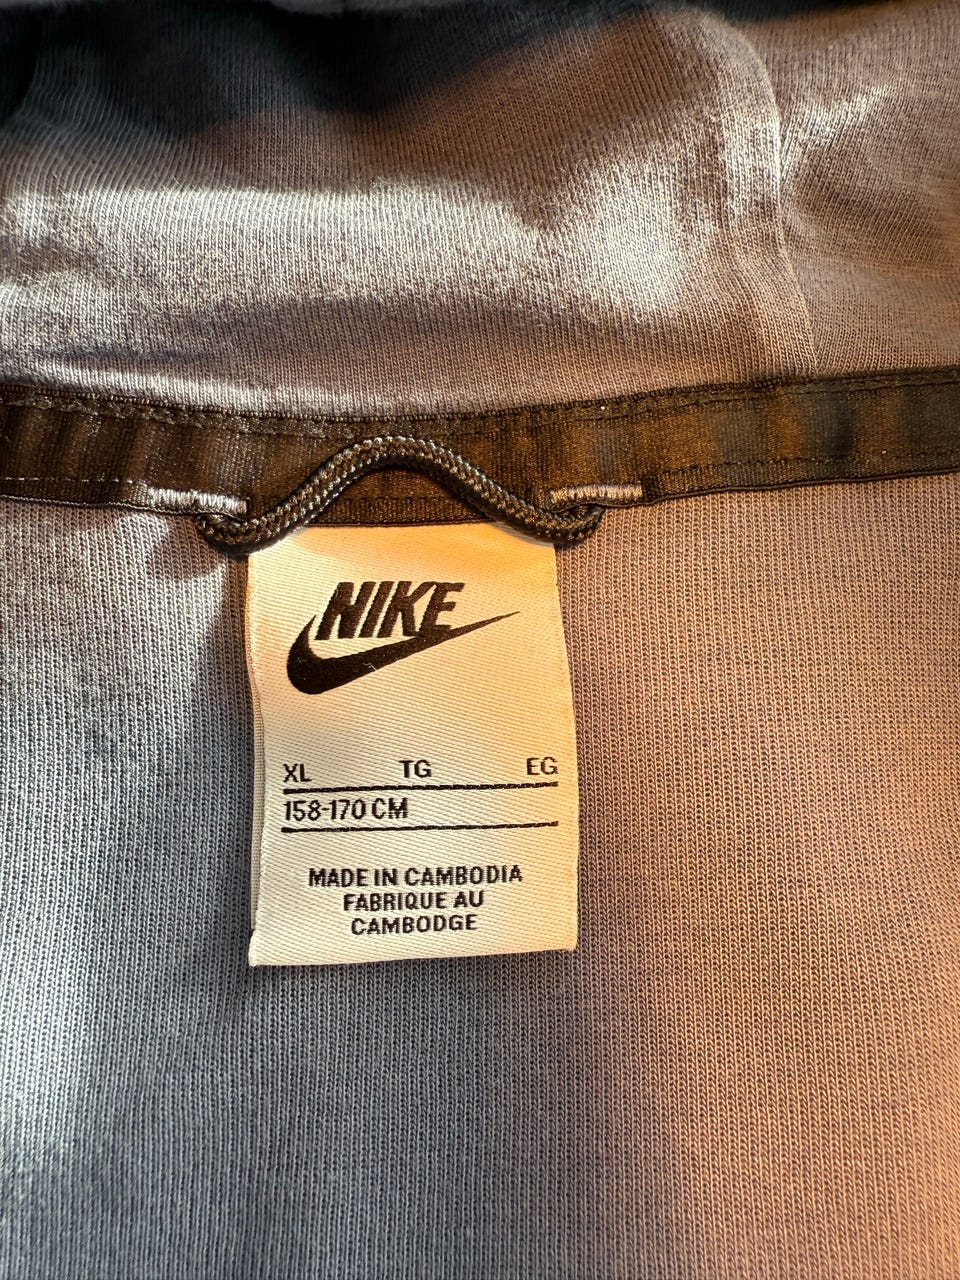 NIKE
XL TG EG
158-170 CM
MADE IN CAMBODIA
FABRIQUE AU
CAMBODGE